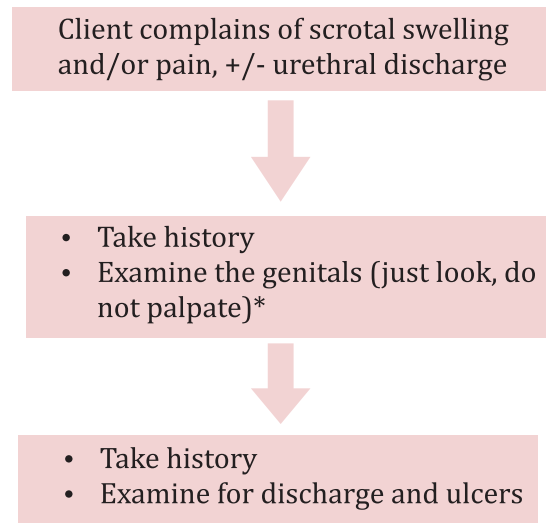 Client complains of scrotal swelling
and/or pain, +/- urethral discharge
• Take history
• Examine the genitals (just look, do
not palpate)*
• Take history
• Examine for discharge and ulcers